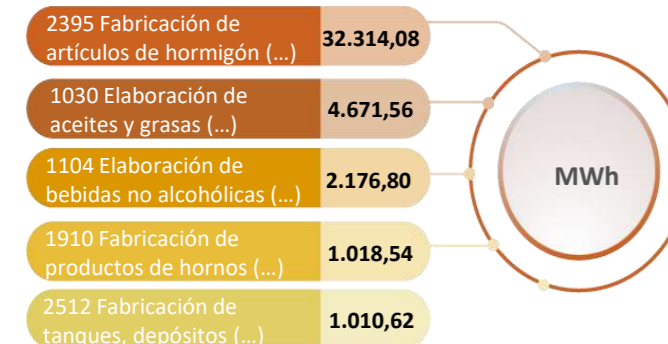 2395 Fabricación de
artículos de hormigón (...)
32.314,08
1030 Elaboración de
aceites y grasas (...)
4.671,56
1104 Elaboración de
bebidas no alcohólicas (...)
2.176,80
1910 Fabricación de
productos de hornos (...)
1.018,54
2512 Fabricación de
tanques, depósitos (...)
1.010,62
MWh